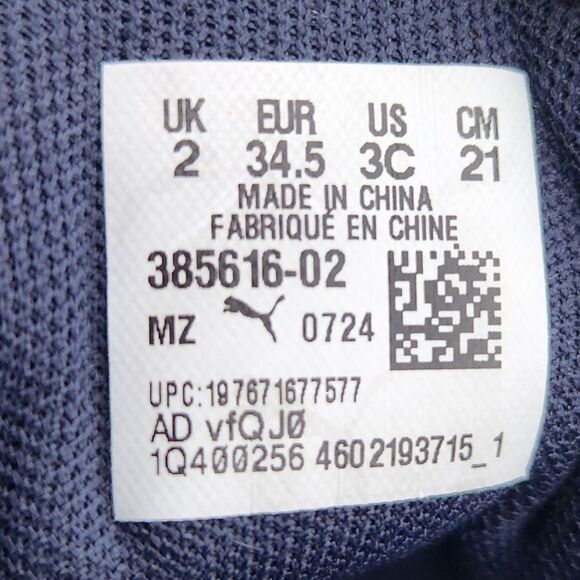 UK EUR US CM
2 34.5 3C 21
MADE IN CHINA
FABRIQUÉ EN CHINE
385616-02
MZ 0724
UPC:197671677577
AD vfQJ0
1Q400256 4602193715_1